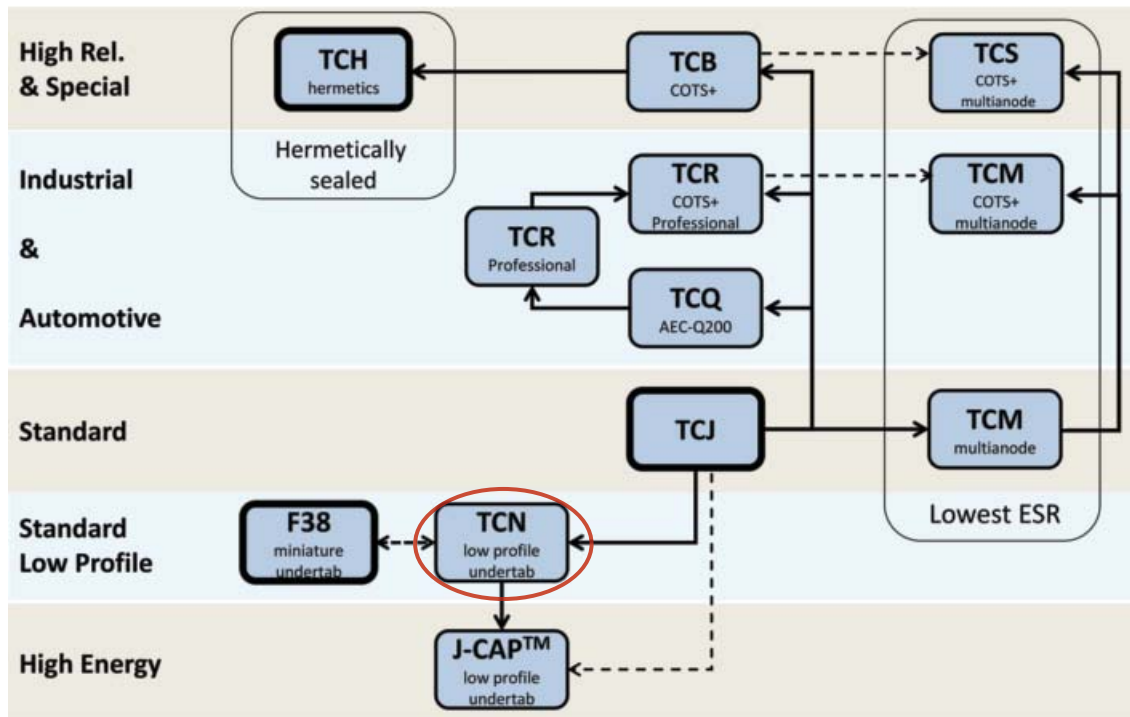 High Rel.
& Special
TCH
hermetics
TCB
COTS+
TCS
COTS+
multianode
Hermetically
sealed
Industrial
&
Automotive
TCR
COTS+
Professional
TCM
COTS+
multianode
TCR
Professional
TCQ
AEC-Q200
Standard
TCJ
TCM
multianode
Lowest ESR
Standard
Low Profile
F38
miniature
undertab
TCN
low profile
undertab
High Energy
J-CAP™
low profile
undertab